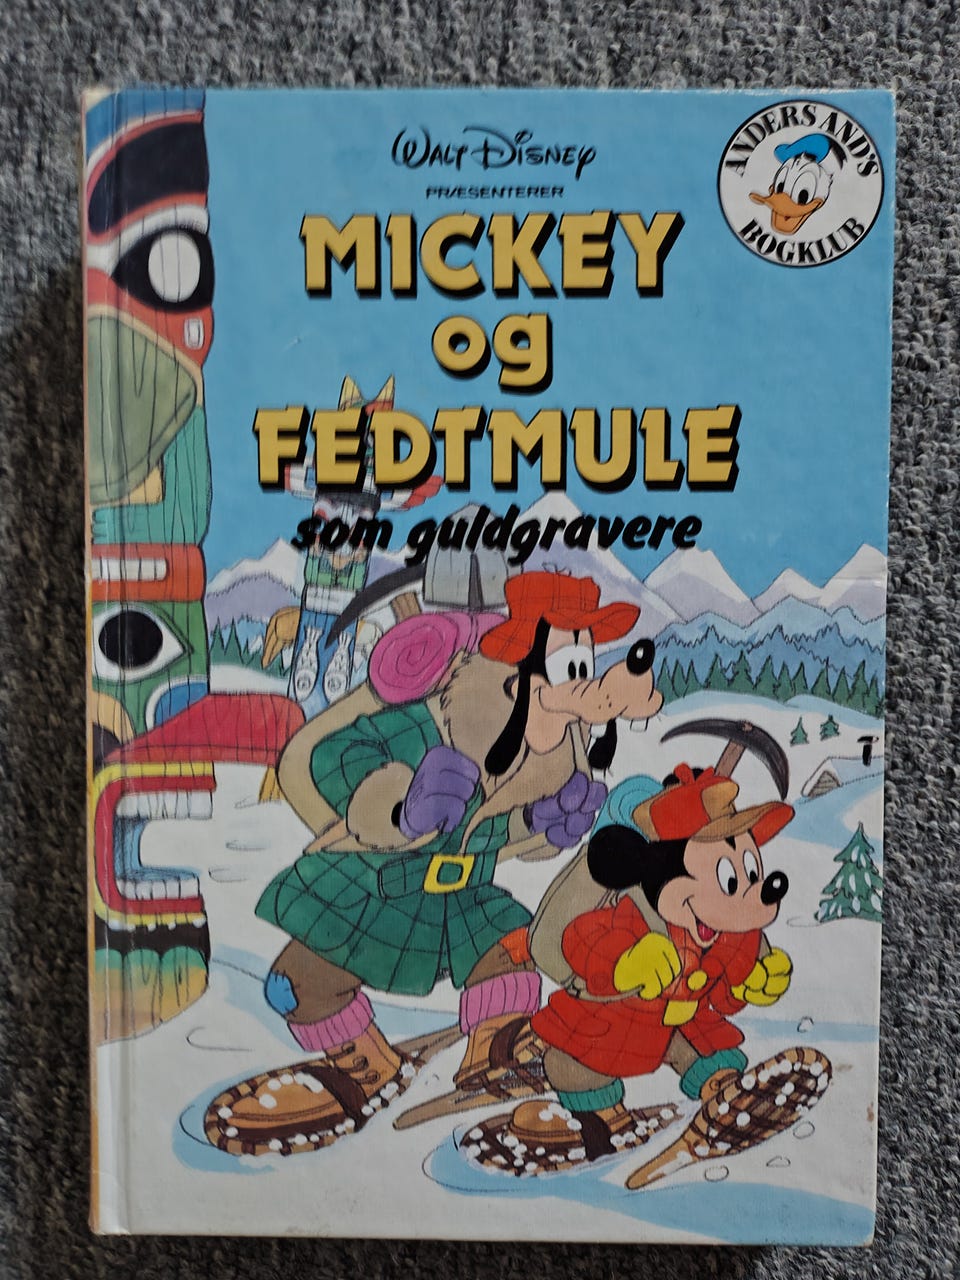 WALT DISNEY
PRÆSENTERER
MICKEY
og
FEDTMULE
som guldgravere
ANDERS AND'S
BOGKLUB